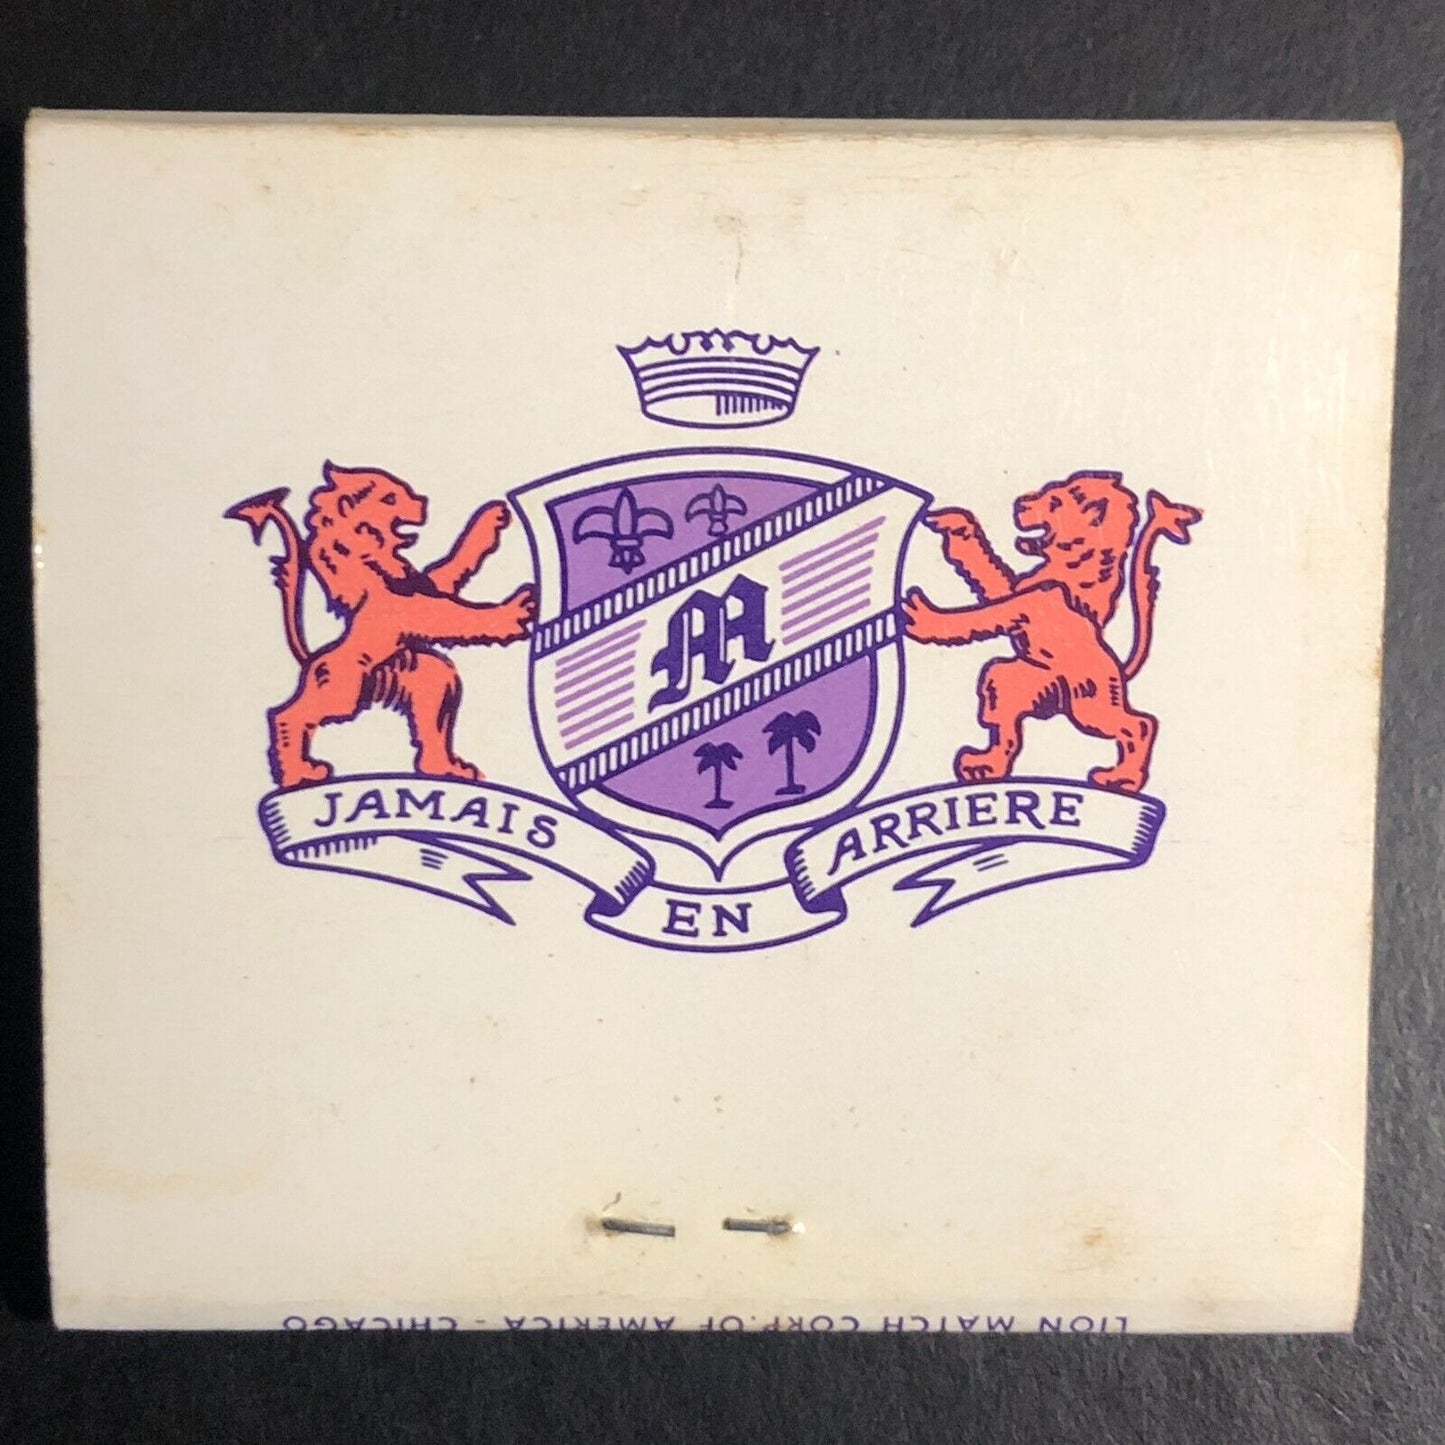 M
JAMAIS EN ARRIERE
LION MATCH CORP. OF AMERICA - CHICAGO